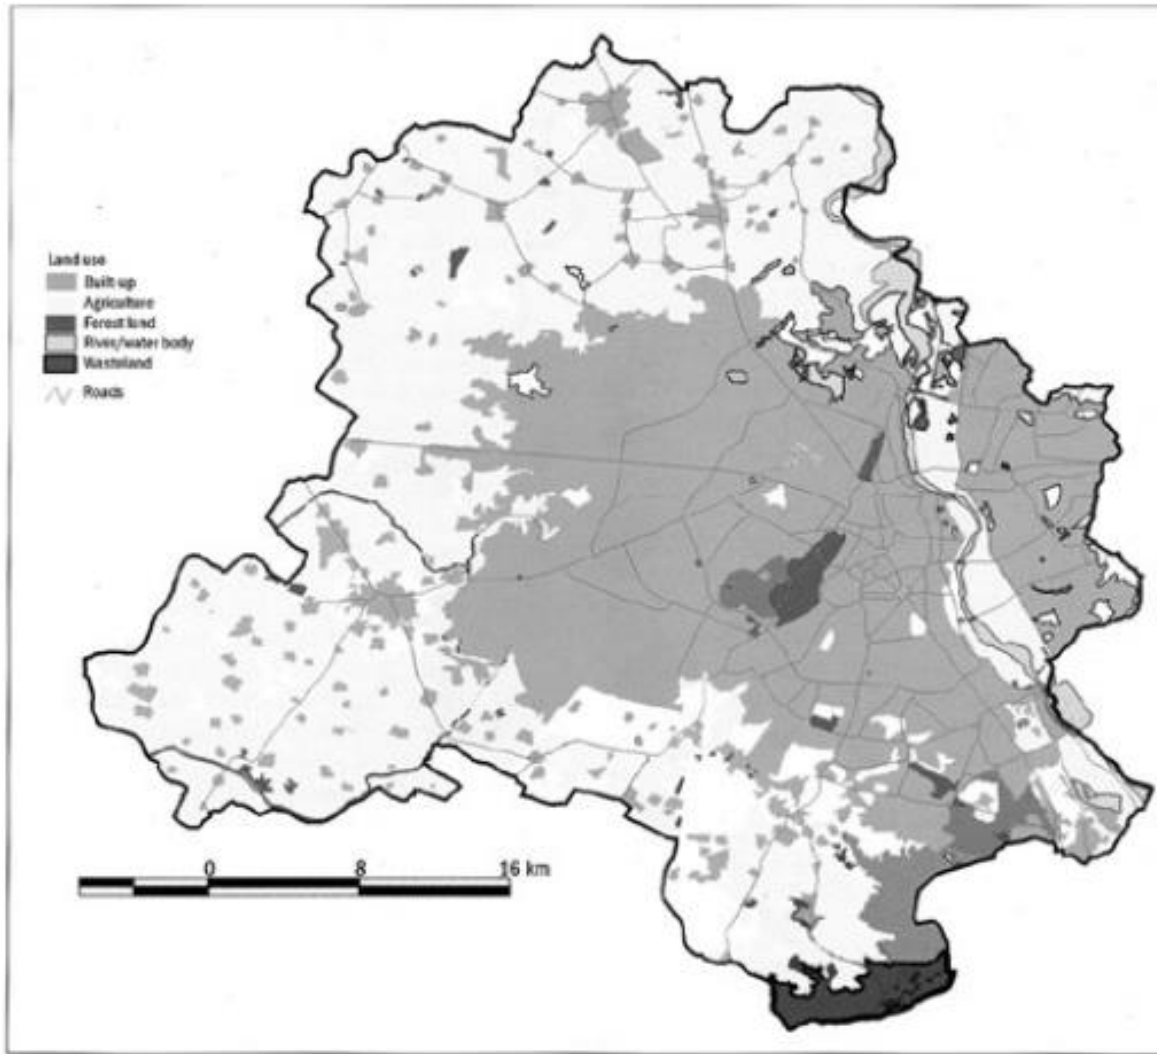 Land use
Built-up
Agriculture
Forest land
River/water body
Wasteland
Roads
0 8 16 km